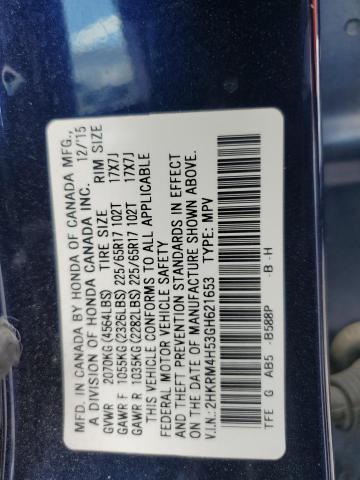 MFD. IN CANADA BY HONDA OF CANADA MFG.,
A DIVISION OF HONDA CANADA INC. 12/15
TIRE SIZE RIM SIZE
GVWR 2070KG(4564LBS)
GAWR F 1055KG(2326LBS) 225/65R17 102T 17X7J
GAWR R 1035KG(2282LBS) 225/65R17 102T 17X7J
THIS VEHICLE CONFORMS TO ALL APPLICABLE
FEDERAL MOTOR VEHICLE SAFETY
AND THEFT PREVENTION STANDARDS IN EFFECT
ON THE DATE OF MANUFACTURE SHOWN ABOVE.
V.I.N.: 2HKRM4H53GH621653 TYPE: MPV
TFE G AB5 -B588P -B -H